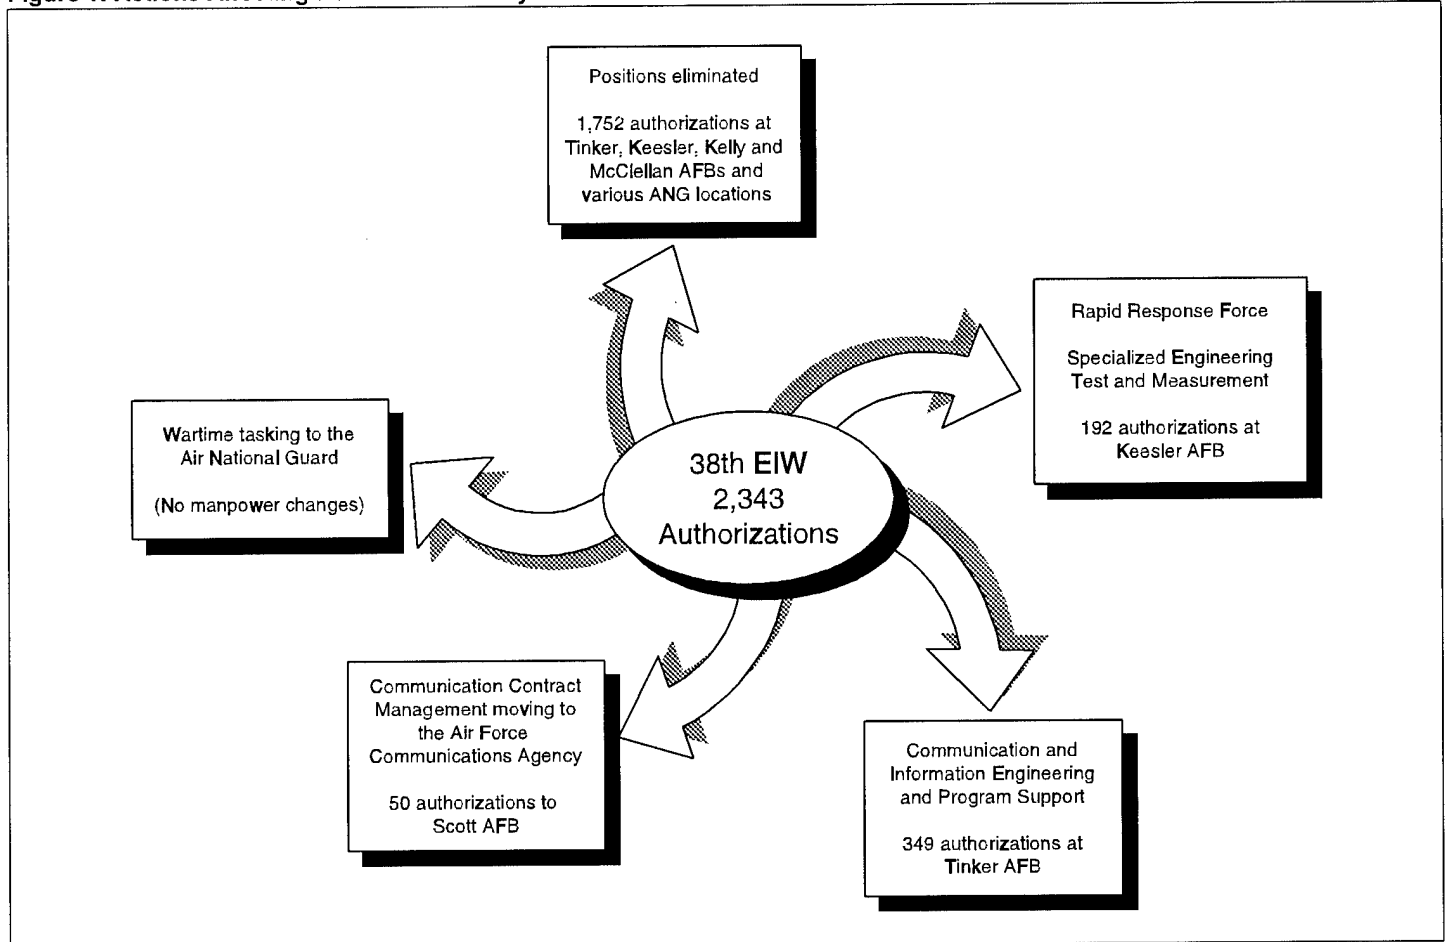 Positions eliminated
1,752 authorizations at
Tinker, Keesler, Kelly and
McClellan AFBs and
various ANG locations
Rapid Response Force
Specialized Engineering
Test and Measurement
192 authorizations at
Keesler AFB
Wartime tasking to the
Air National Guard
(No manpower changes)
38th EIW
2,343
Authorizations
Communication Contract
Management moving to
the Air Force
Communications Agency
50 authorizations to
Scott AFB
Communication and
Information Engineering
and Program Support
349 authorizations at
Tinker AFB